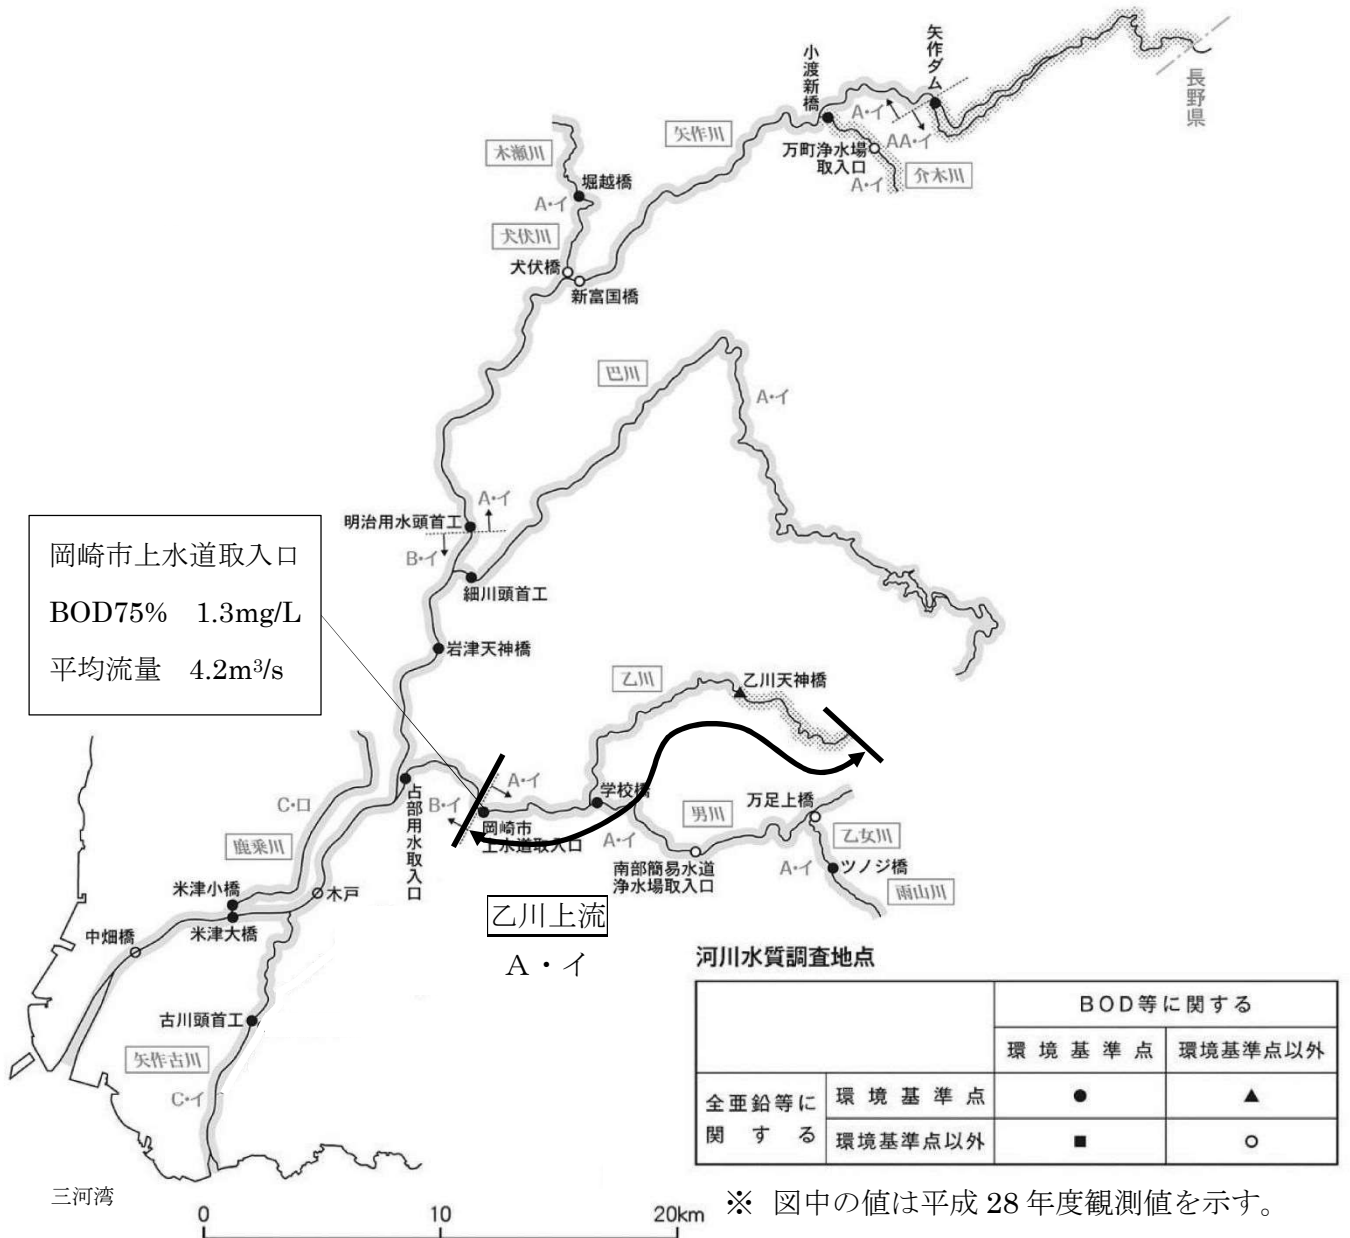 長野県
矢作ダム
小渡新橋
A・イ
AA・イ
矢作川
万町浄水場
取入口
A・イ
介木川
木瀬川
堀越橋
A・イ
犬伏川
犬伏橋
新富国橋
巴川
A・イ
A・イ
明治用水頭首工
B・イ
細川頭首工
岡崎市上水道取入口
BOD75% 1.3mg/L
平均流量 4.2m³/s
岩津天神橋
乙川
乙川天神橋
A・イ
B・イ
占部用水取入口
岡崎市
上水道取入口
学校橋
A・イ
男川
万足上橋
乙女川
南部簡易水道
浄水場取入口
A・イ
ツノジ橋
雨山川
C・ロ
鹿乗川
米津小橋
木戸
米津大橋
中畑橋
乙川上流
A・イ
古川頭首工
矢作古川
C・イ
三河湾
0 10 20km
河川水質調査地点
BOD等に関する
環境基準点 環境基準点以外
全亜鉛等に
関する
環境基準点 ● ▲
環境基準点以外 ■ ○
※ 図中の値は平成 28 年度観測値を示す。